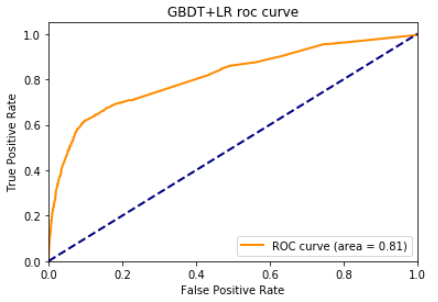 GBDT+LR roc curve
1.0
0.8
0.6
0.4
0.2
0.0
True Positive Rate
ROC curve (area = 0.81)
0.0 0.2 0.4 0.6 0.8 1.0
False Positive Rate